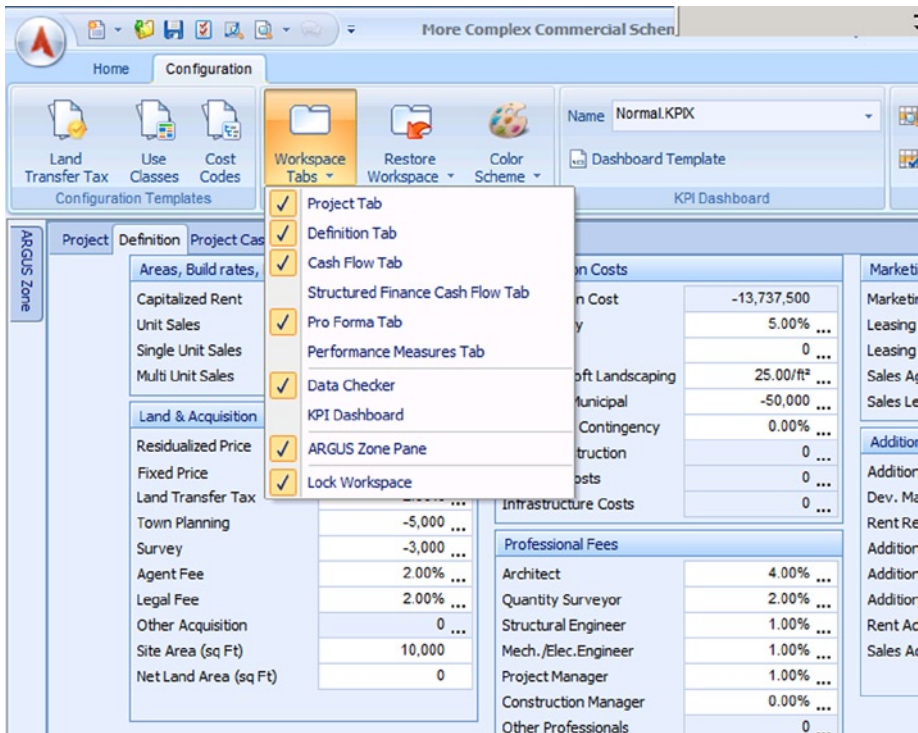 More Complex Commercial Schem
Home Configuration
Land Transfer Tax
Use Classes
Cost Codes
Configuration Templates
Workspace Tabs
Restore Workspace
Color Scheme
Name Normal.KPIX
Dashboard Template
KPI Dashboard
Project Tab
Definition Tab
Cash Flow Tab
Structured Finance Cash Flow Tab
Pro Forma Tab
Performance Measures Tab
Data Checker
KPI Dashboard
ARGUS Zone Pane
Lock Workspace
ARGUS Zone
Project Definition Project Cas
Areas, Build rates,
Capitalized Rent
Unit Sales
Single Unit Sales
Multi Unit Sales
Land & Acquisition
Residualized Price
Fixed Price
Land Transfer Tax
Town Planning -5,000 ...
Survey -3,000 ...
Agent Fee 2.00% ...
Legal Fee 2.00% ...
Other Acquisition 0 ...
Site Area (sq Ft) 10,000
Net Land Area (sq Ft) 0
on Costs
n Cost -13,737,500
y 5.00% ...
0 ...
oft Landscaping 25.00/ft² ...
Municipal -50,000 ...
Contingency 0.00% ...
truction 0 ...
osts 0 ...
Infrastructure Costs 0 ...
Professional Fees
Architect 4.00% ...
Quantity Surveyor 2.00% ...
Structural Engineer 1.00% ...
Mech./Elec.Engineer 1.00% ...
Project Manager 1.00% ...
Construction Manager 0.00% ...
Other Professionals 0 ...
Marketi
Marketin
Leasing
Leasing
Sales Ag
Sales Le
Addition
Addition
Dev. Ma
Rent Re
Addition
Addition
Addition
Rent Ad
Sales Ad